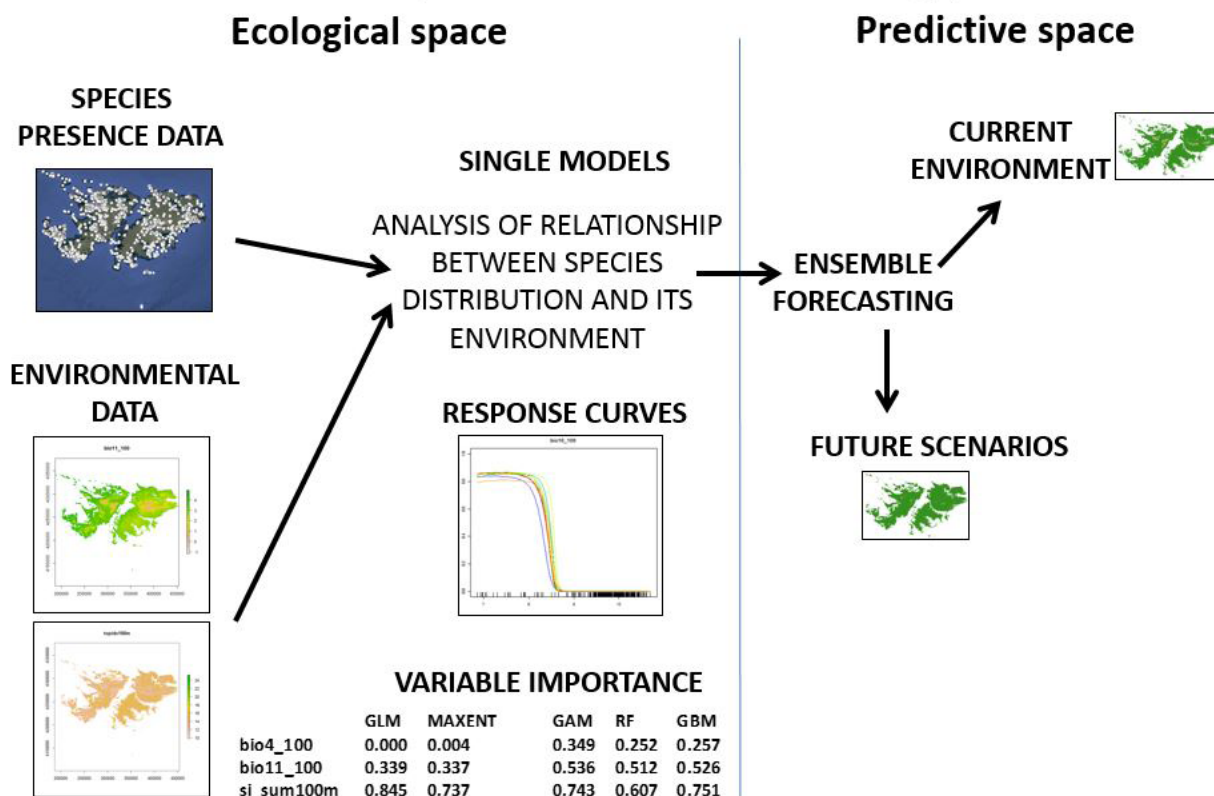 Ecological space
Predictive space
SPECIES
PRESENCE DATA
ENVIRONMENTAL
DATA
bio11_100
SINGLE MODELS
ANALYSIS OF RELATIONSHIP
BETWEEN SPECIES
DISTRIBUTION AND ITS
ENVIRONMENT
RESPONSE CURVES
VARIABLE IMPORTANCE
GLM MAXENT GAM RF GBM
bio4_100 0.000 0.004 0.349 0.252 0.257
bio11_100 0.339 0.337 0.536 0.512 0.526
si_sum100m 0.845 0.737 0.743 0.607 0.751
ENSEMBLE
FORECASTING
CURRENT
ENVIRONMENT
FUTURE SCENARIOS